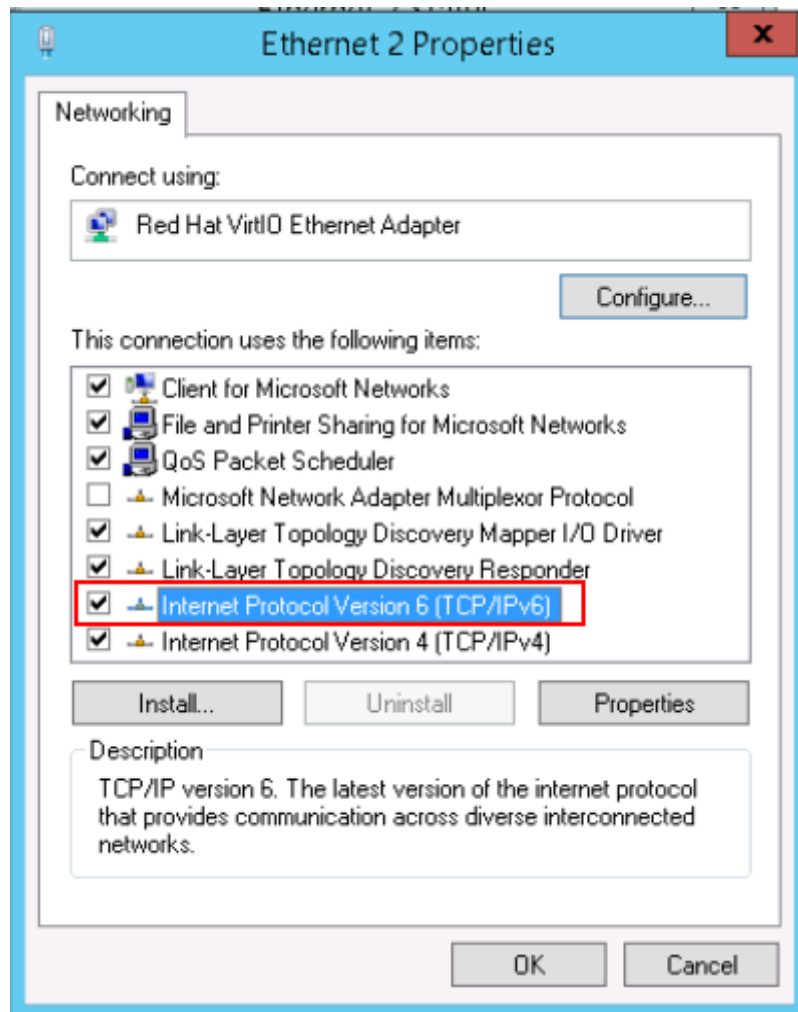 Ethernet 2 Properties
Networking
Connect using:
Red Hat VirtIO Ethernet Adapter
Configure...
This connection uses the following items:
Client for Microsoft Networks
File and Printer Sharing for Microsoft Networks
QoS Packet Scheduler
Microsoft Network Adapter Multiplexor Protocol
Link-Layer Topology Discovery Mapper I/O Driver
Link-Layer Topology Discovery Responder
Internet Protocol Version 6 (TCP/IPv6)
Internet Protocol Version 4 (TCP/IPv4)
Install... Uninstall Properties
Description
TCP/IP version 6. The latest version of the internet protocol
that provides communication across diverse interconnected
networks.
OK Cancel